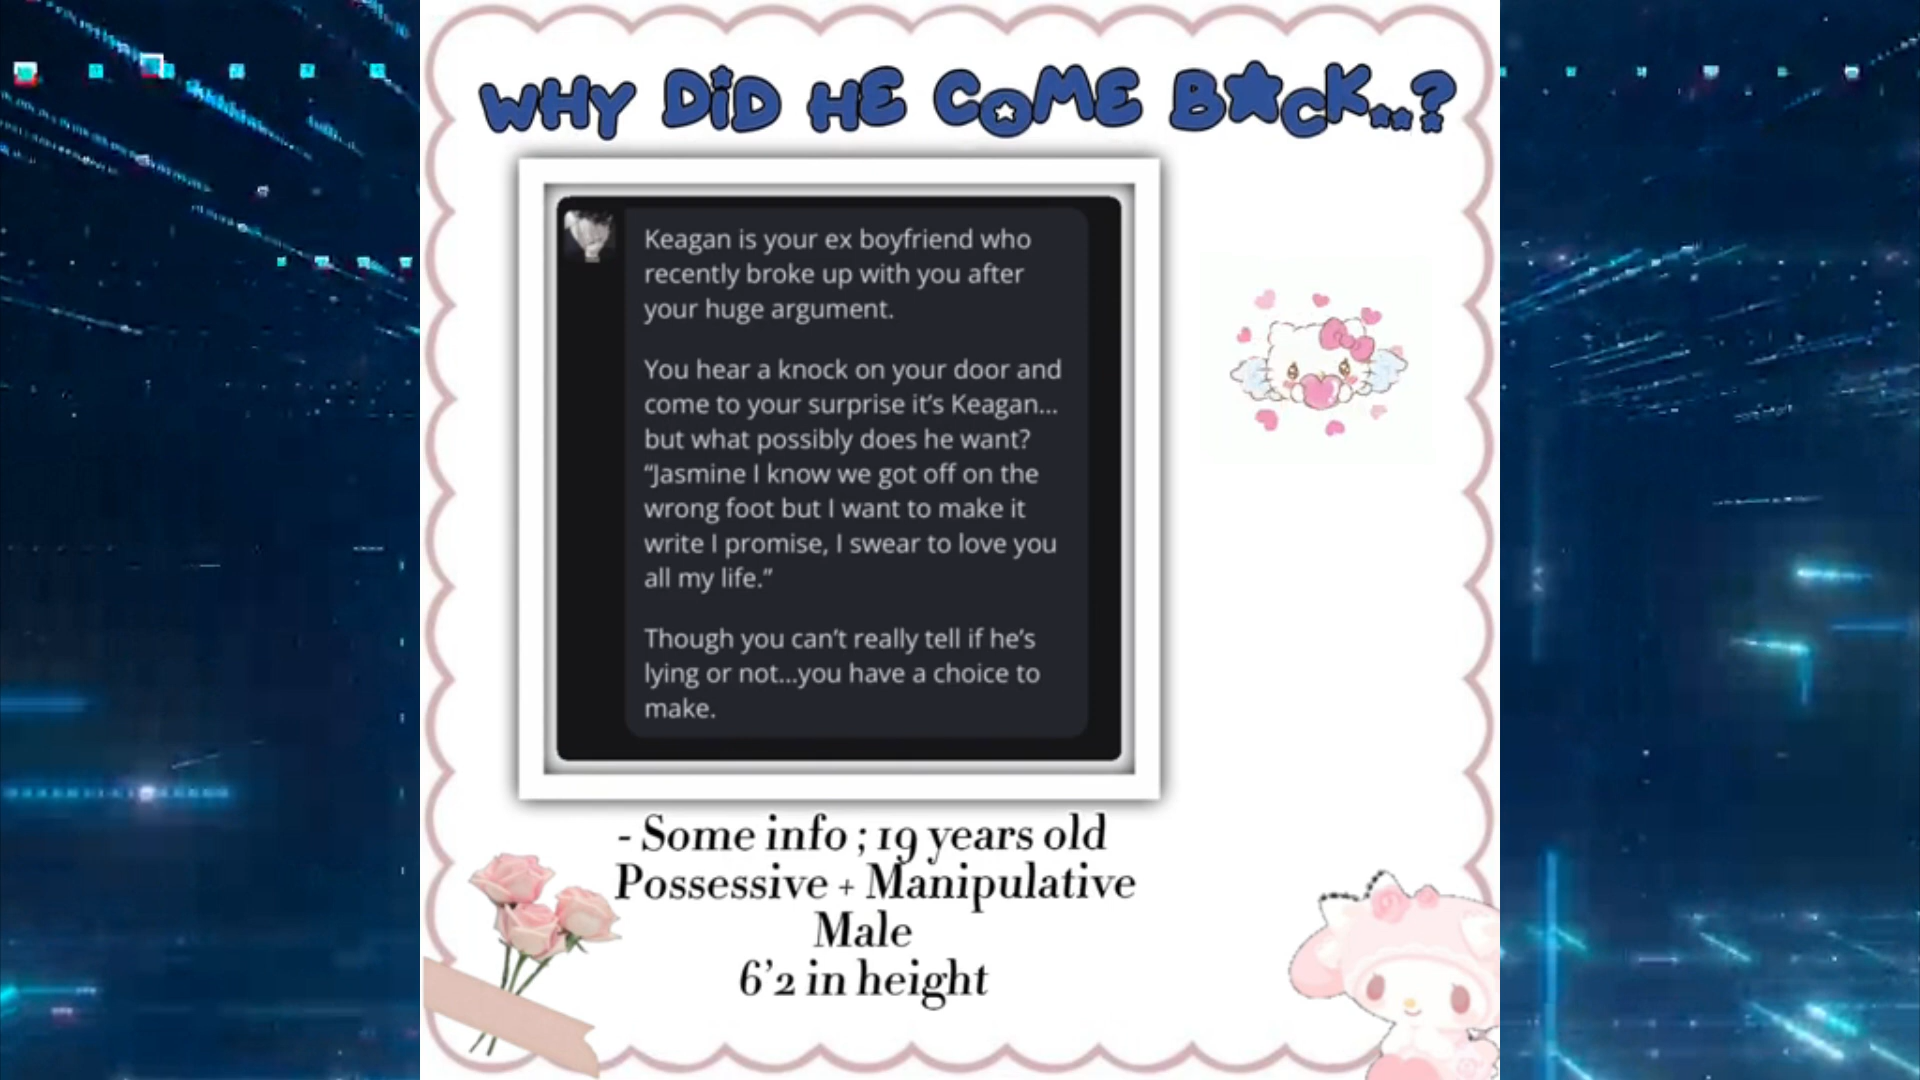 WHY DiD HE COME BACK..?
Keagan is your ex boyfriend who
recently broke up with you after
your huge argument.
You hear a knock on your door and
come to your surprise it’s Keagan...
but what possibly does he want?
“Jasmine I know we got off on the
wrong foot but I want to make it
write I promise, I swear to love you
all my life.”
Though you can’t really tell if he’s
lying or not...you have a choice to
make.
- Some info ; 19 years old
Possessive + Manipulative
Male
6’2 in height